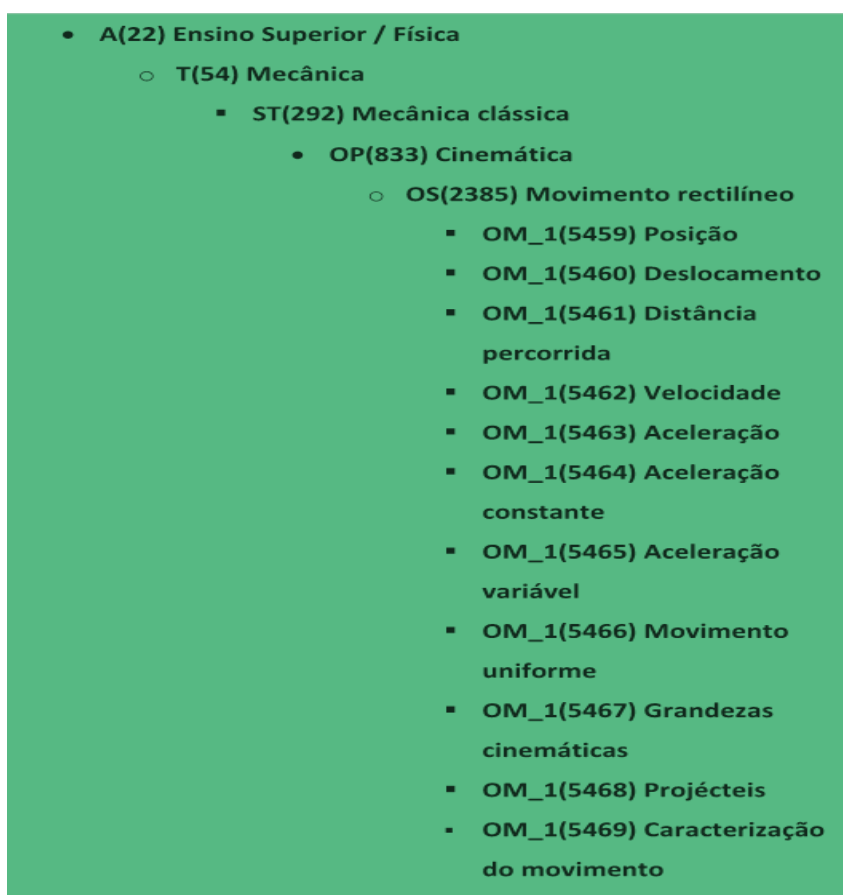 • A(22) Ensino Superior / Física
○ T(54) Mecânica
▪ ST(292) Mecânica clássica
• OP(833) Cinemática
○ OS(2385) Movimento rectilíneo
▪ OM_1(5459) Posição
▪ OM_1(5460) Deslocamento
▪ OM_1(5461) Distância
percorrida
▪ OM_1(5462) Velocidade
▪ OM_1(5463) Aceleração
▪ OM_1(5464) Aceleração
constante
▪ OM_1(5465) Aceleração
variável
▪ OM_1(5466) Movimento
uniforme
▪ OM_1(5467) Grandezas
cinemáticas
▪ OM_1(5468) Projécteis
▪ OM_1(5469) Caracterização
do movimento